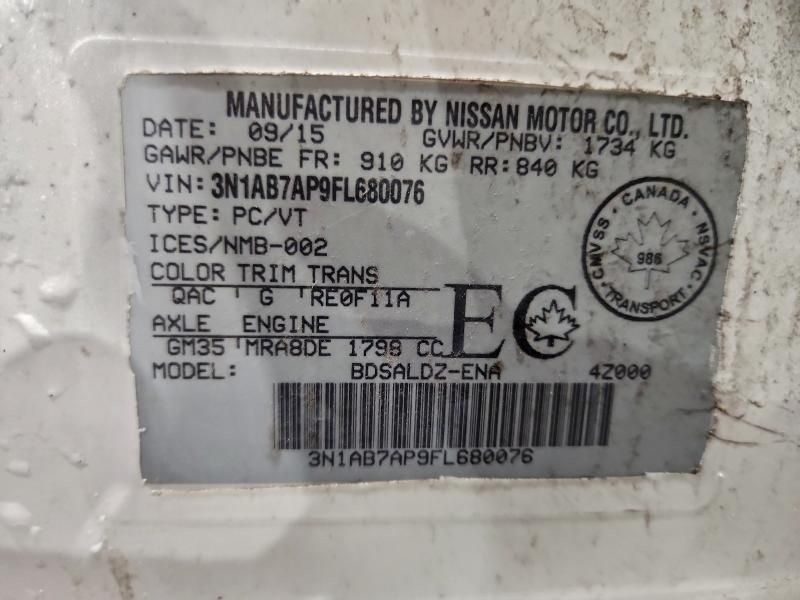 MANUFACTURED BY NISSAN MOTOR CO., LTD.
DATE: 09/15 GVWR/PNBV: 1734 KG
GAWR/PNBE FR: 910 KG RR: 840 KG
VIN: 3N1AB7AP9FL680076
TYPE: PC/VT
ICES/NMB-002
COLOR TRIM TRANS
QAC G RE0F11A
AXLE ENGINE
GM35 MRA8DE 1798 CC
EC
MODEL: BDSALDZ-ENA 4Z000
3N1AB7AP9FL680076
CMVSS · CANADA · NSVAC · TRANSPORT ·
986